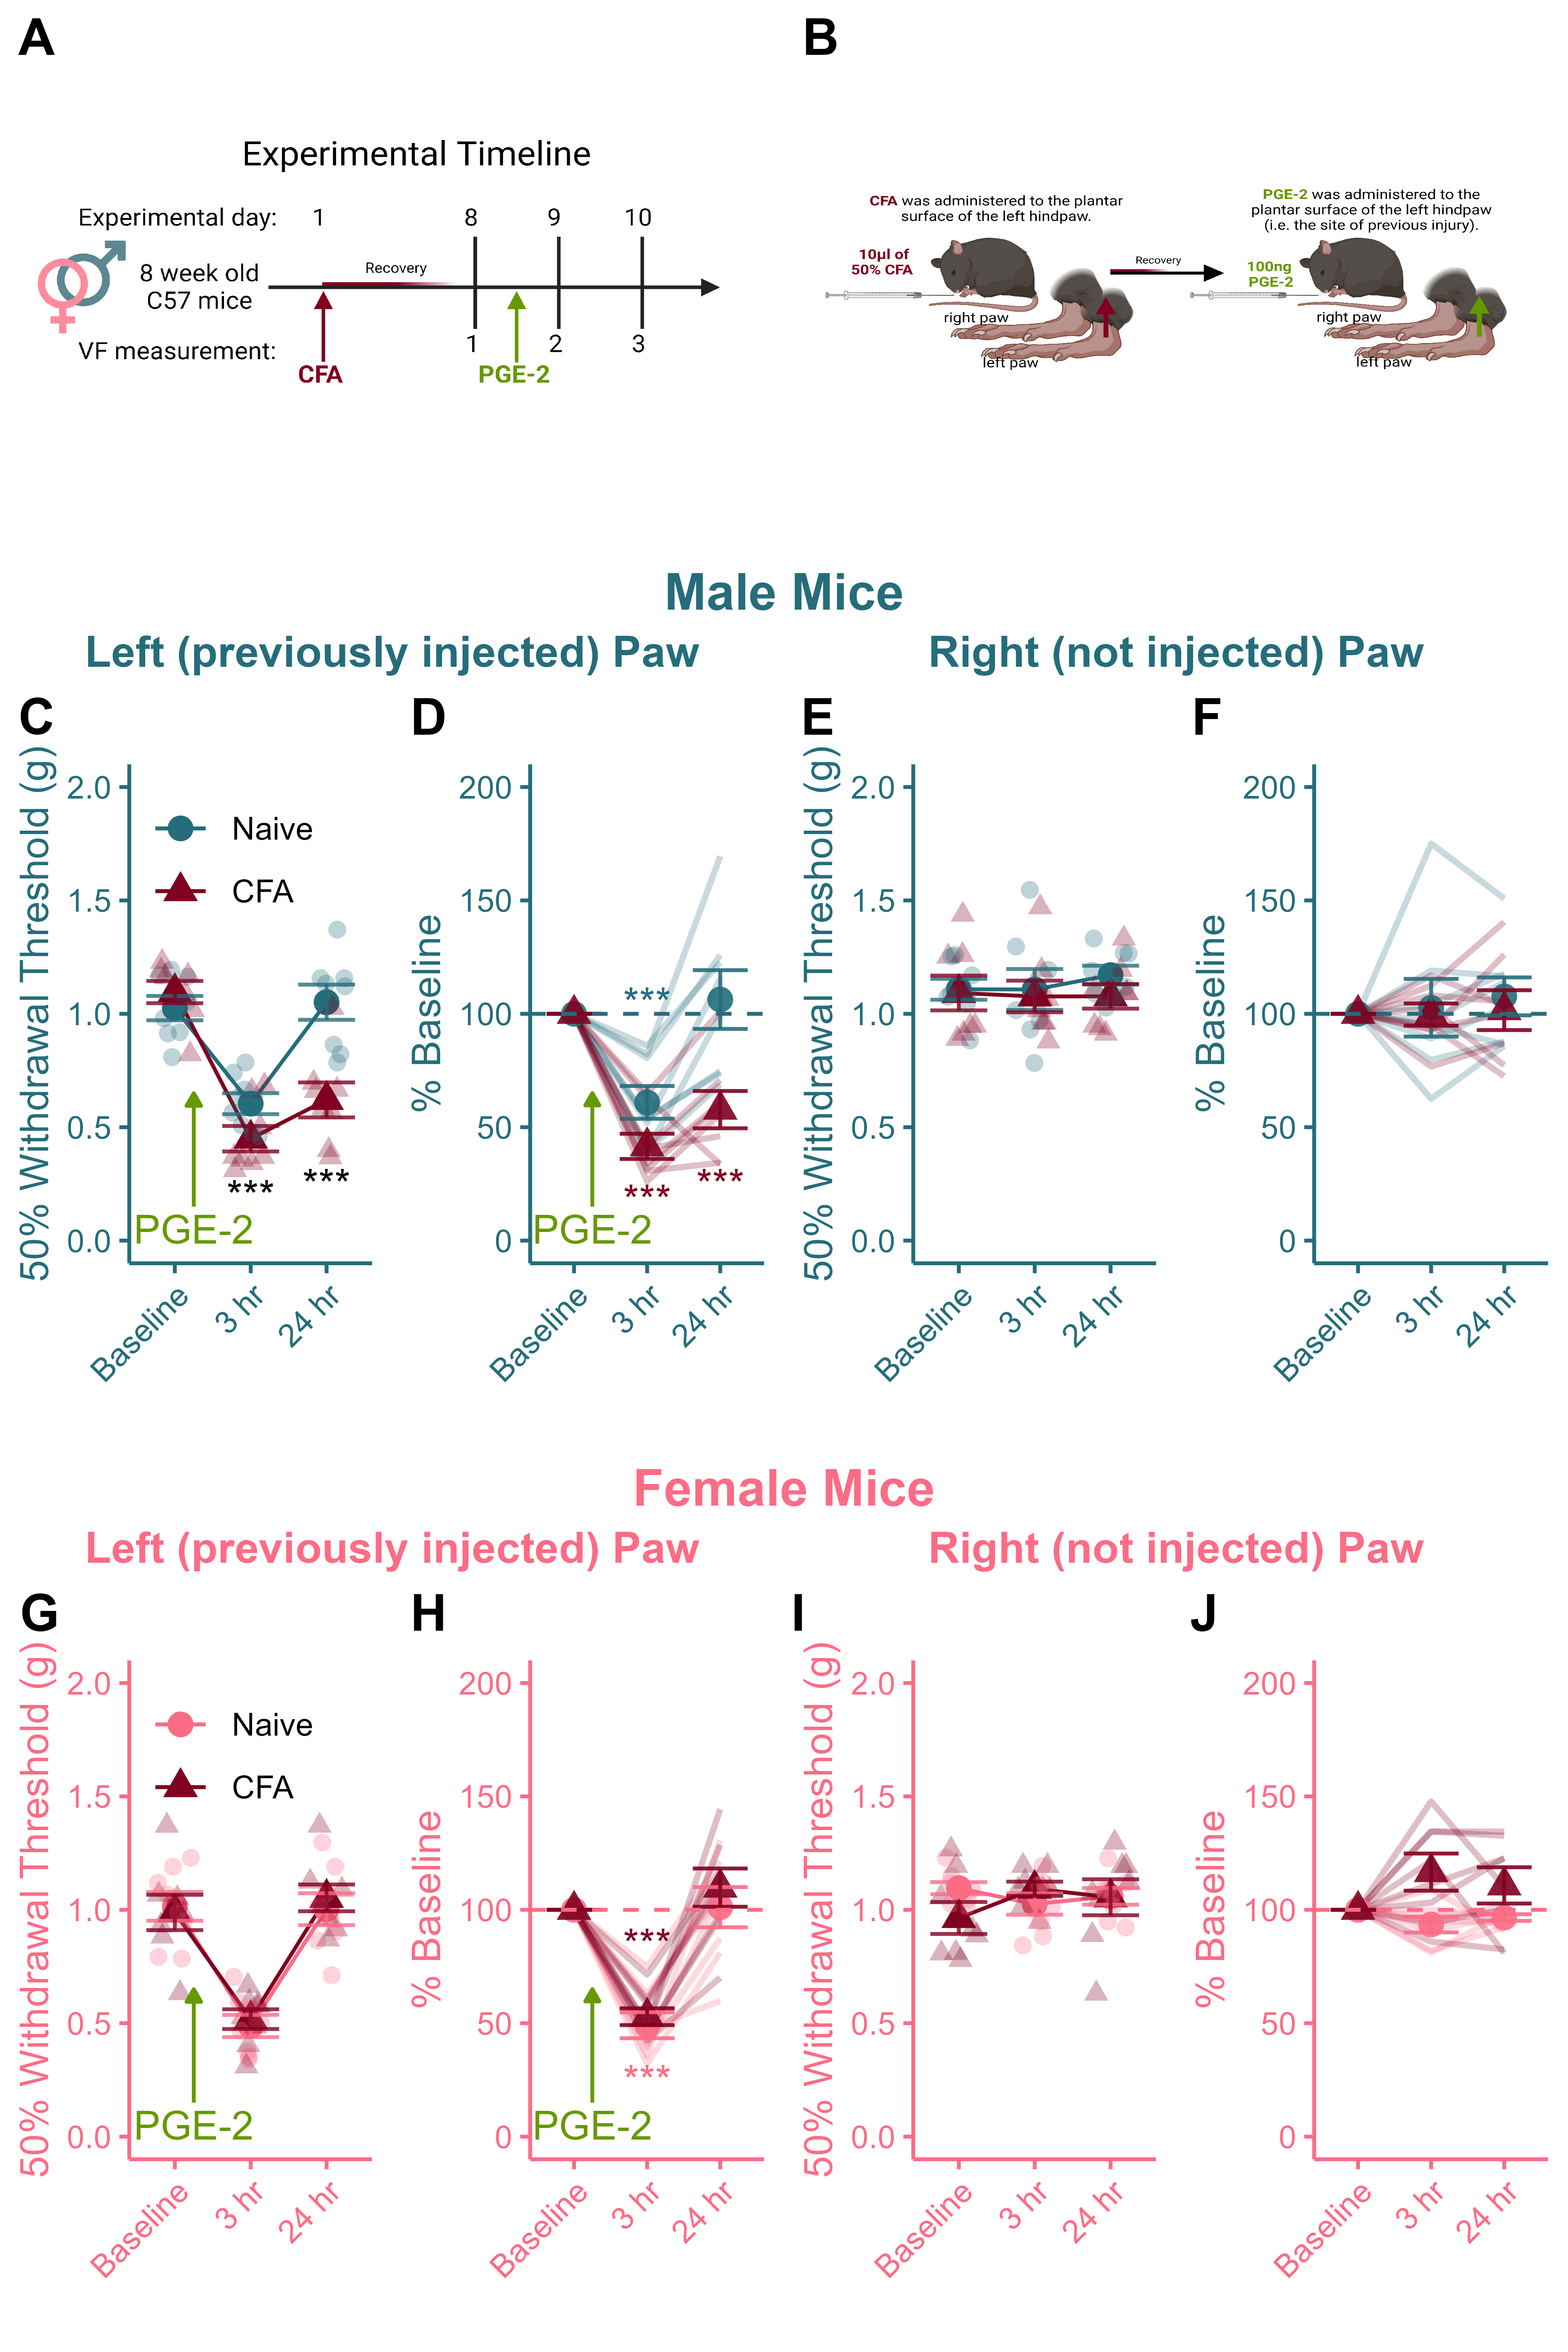 A
B
Experimental Timeline
Experimental day: 1 8 9 10
Recovery
8 week old
C57 mice
VF measurement: 1 2 3
CFA PGE-2
CFA was administered to the plantar
surface of the left hindpaw.
10µl of
50% CFA
right paw
left paw
Recovery
PGE-2 was administered to the
plantar surface of the left hindpaw
(i.e. the site of previous injury).
100ng
PGE-2
right paw
left paw
Male Mice
Left (previously injected) Paw
Right (not injected) Paw
C
50% Withdrawal Threshold (g)
2.0
1.5
1.0
0.5
0.0
Naive
CFA
***
***
PGE-2
Baseline
3 hr
24 hr
D
% Baseline
200
150
100
50
0
***
***
***
PGE-2
Baseline
3 hr
24 hr
E
50% Withdrawal Threshold (g)
2.0
1.5
1.0
0.5
0.0
Baseline
3 hr
24 hr
F
% Baseline
200
150
100
50
0
Baseline
3 hr
24 hr
Female Mice
Left (previously injected) Paw
Right (not injected) Paw
G
50% Withdrawal Threshold (g)
2.0
1.5
1.0
0.5
0.0
Naive
CFA
PGE-2
Baseline
3 hr
24 hr
H
% Baseline
200
150
100
50
0
***
***
PGE-2
Baseline
3 hr
24 hr
I
50% Withdrawal Threshold (g)
2.0
1.5
1.0
0.5
0.0
Baseline
3 hr
24 hr
J
% Baseline
200
150
100
50
0
Baseline
3 hr
24 hr